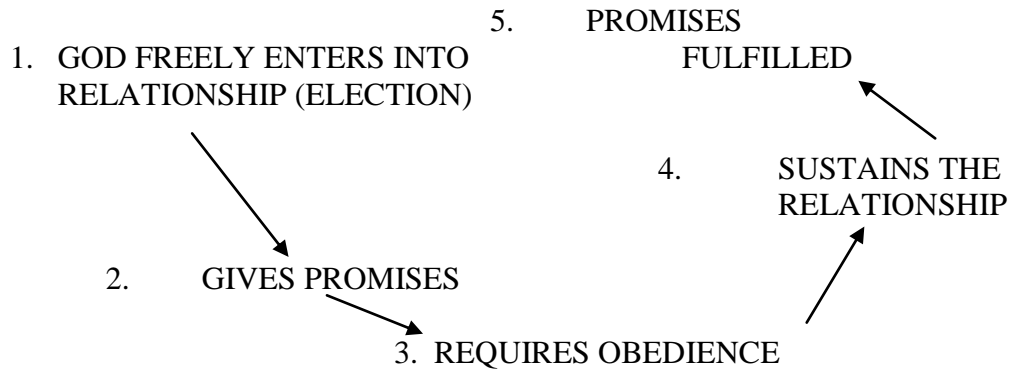 5. PROMISES
1. GOD FREELY ENTERS INTO FULFILLED
RELATIONSHIP (ELECTION)
4. SUSTAINS THE
RELATIONSHIP
2. GIVES PROMISES
3. REQUIRES OBEDIENCE